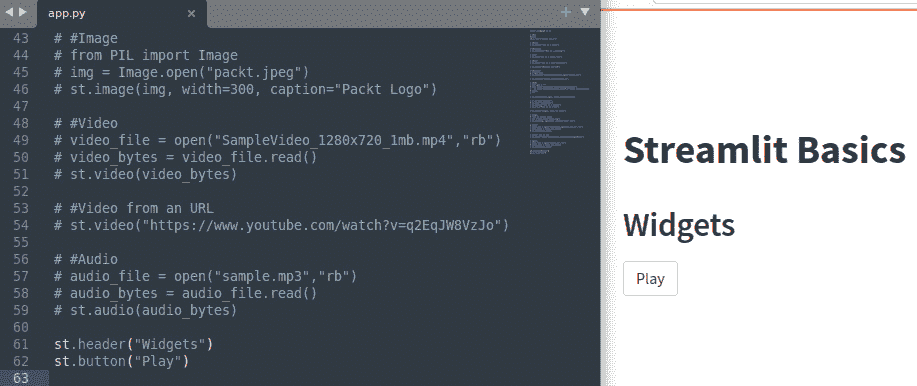 app.py
43 # #Image
44 # from PIL import Image
45 # img = Image.open("packt.jpeg")
46 # st.image(img, width=300, caption="Packt Logo")
47
48 # #Video
49 # video_file = open("SampleVideo_1280x720_1mb.mp4","rb")
50 # video_bytes = video_file.read()
51 # st.video(video_bytes)
52
53 # #Video from an URL
54 # st.video("https://www.youtube.com/watch?v=q2EqJW8VzJo")
55
56 # #Audio
57 # audio_file = open("sample.mp3","rb")
58 # audio_bytes = audio_file.read()
59 # st.audio(audio_bytes)
60
61 st.header("Widgets")
62 st.button("Play")
63
Streamlit Basics
Widgets
Play